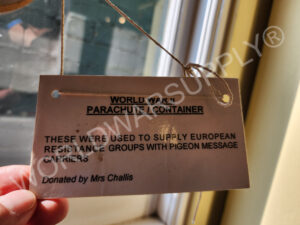 WORLD WAR II
PARACHUTE / CONTAINER
THESE WERE USED TO SUPPLY EUROPEAN
RESISTANCE GROUPS WITH PIGEON MESSAGE
CARRIERS
Donated by Mrs Challis
WORLDWARSUPPLY®